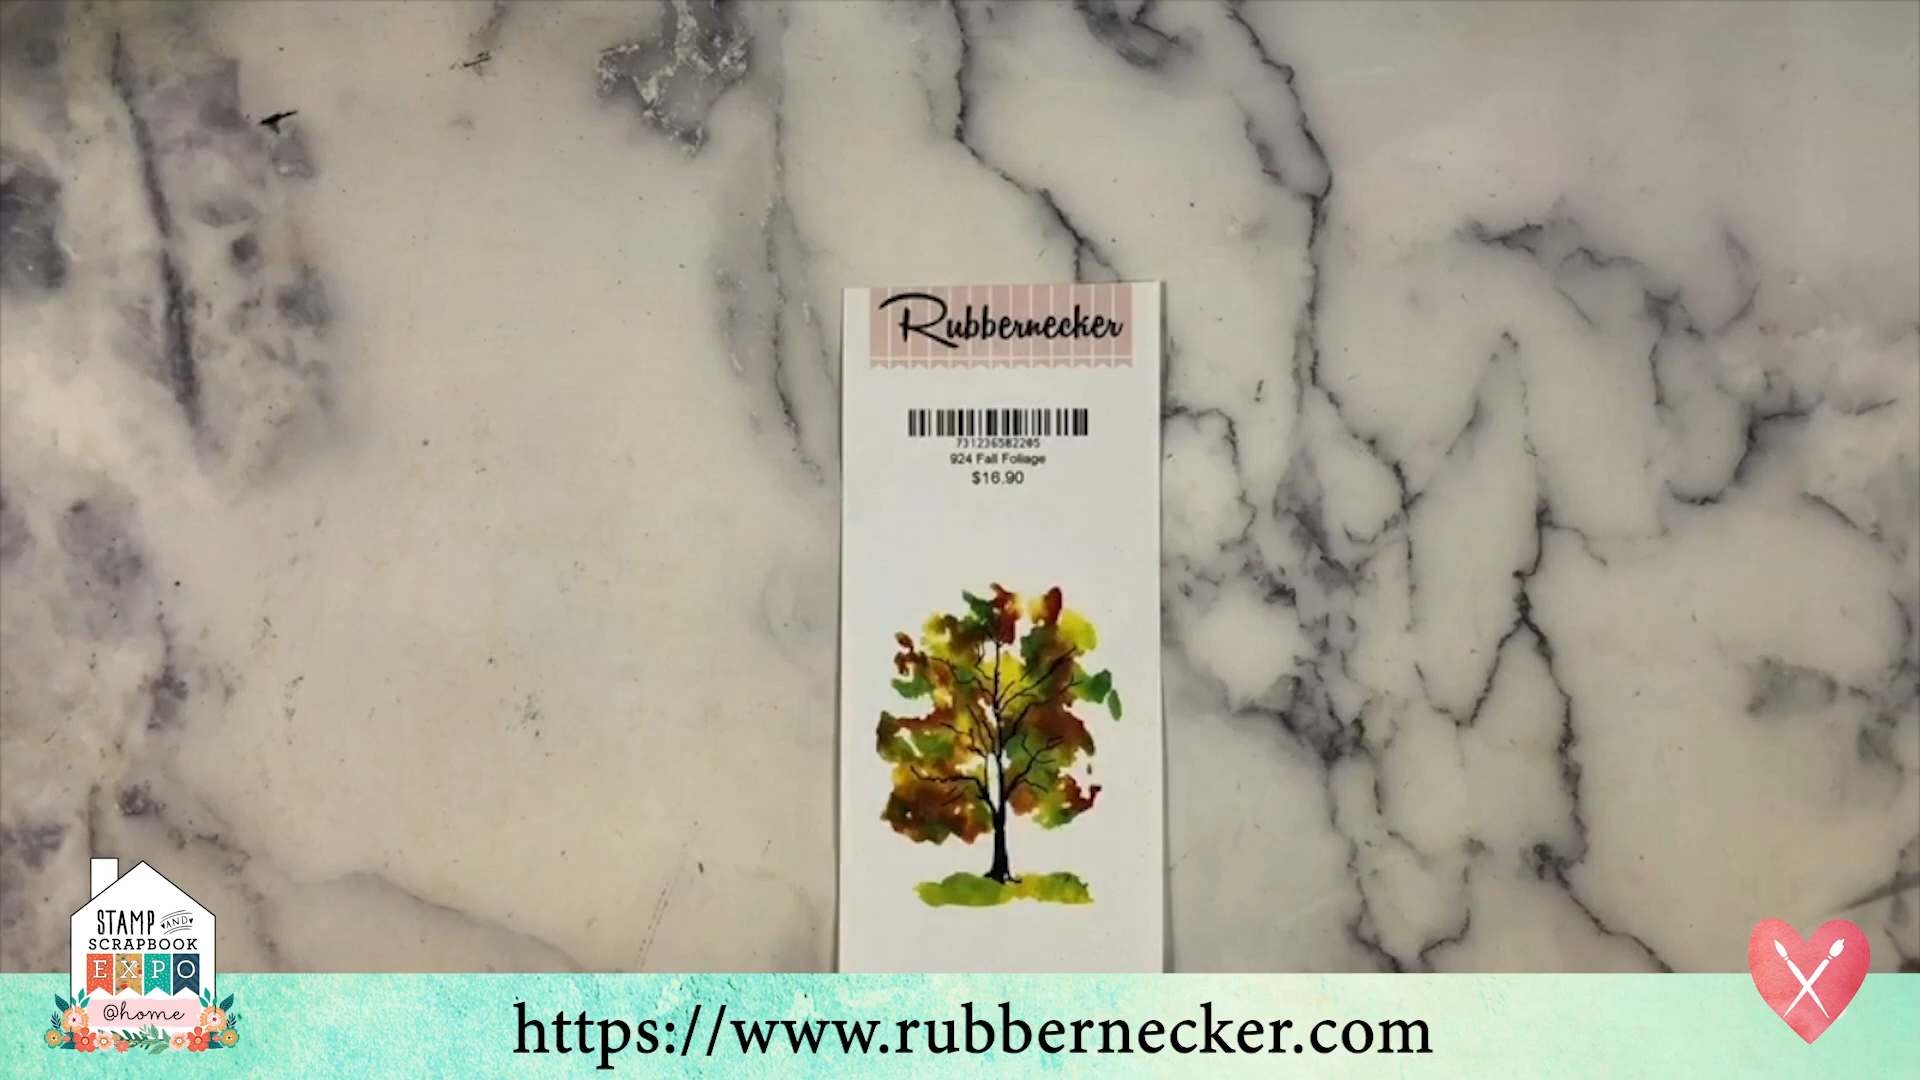 Rubbernecker
731236582205
924 Fall Foliage
$16.90
STAMP AND
SCRAPBOOK
EXPO
@home
https://www.rubbernecker.com